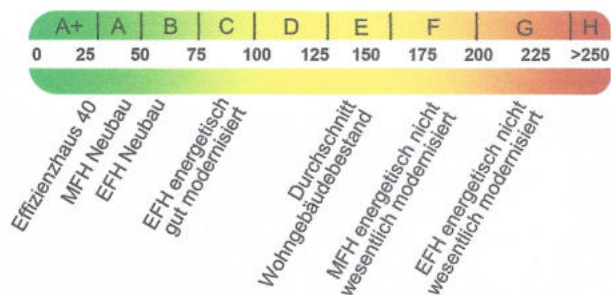 A+ A B C D E F G H
0 25 50 75 100 125 150 175 200 225 >250
Effizienzhaus 40
MFH Neubau
EFH Neubau
EFH energetisch
gut modernisiert
Durchschnitt
Wohngebäudebestand
MFH energetisch nicht
wesentlich modernisiert
EFH energetisch nicht
wesentlich modernisiert